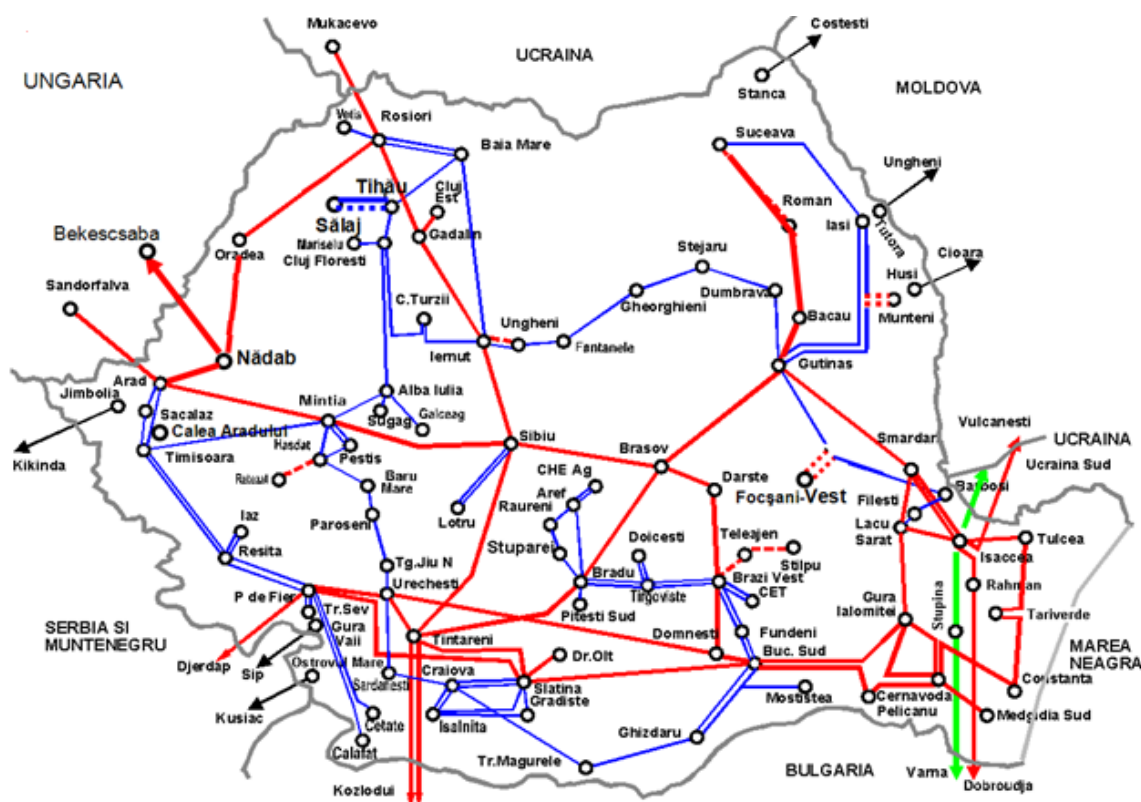 Mukacevo
UCRAINA
Costesti
UNGARIA
Stanca
MOLDOVA
Vetis
Rosiori
Baia Mare
Suceava
Ungheni
Tihău
Cluj
Est
Roman
Iasi
Tutora
Sălaj
Gadalin
Bekescsaba
Oradea
Mariselu
Cluj Floresti
Stejaru
Husi
Cioara
Sandorfalva
C.Turzii
Gheorghieni
Dumbrava
Munteni
Bacau
Ungheni
Iernut
Fantanele
Nădab
Gutinas
Arad
Jimbolia
Alba Iulia
Mintia
Sugag
Galceag
Sacalaz
Calea Aradului
Vulcanesti
Hasdat
Pestis
Sibiu
Brasov
Smardan
UCRAINA
Ucraina Sud
Kikinda
Timisoara
Retezat
Baru
Mare
CHE Ag
Darste
Focşani-Vest
Barbosi
Filesti
Aref
Raureni
Lotru
Lacu
Sarat
Iaz
Paroseni
Teleajen
Tulcea
Isaccea
Stuparei
Doicesti
Stilpu
Resita
Tg.Jiu N
Urechesti
Bradu
Tirgoviste
Brazi Vest
CET
Rahman
P de Fier
Pitesti Sud
Gura
Ialomitei
Stupina
Tariverde
SERBIA SI
MUNTENEGRU
Tr.Sev
Gura
Vaii
Tintareni
Fundeni
Domnesti
MAREA
NEAGRA
Djerdap
Sip
Ostrovul Mare
Dr.Olt
Buc. Sud
Craiova
Sardanesti
Slatina
Gradiste
Constanta
Kusiac
Mostistea
Cernavoda
Pelicanu
Medgidia Sud
Cetate
Isalnita
Calafat
Ghizdaru
Tr.Magurele
BULGARIA
Varna
Dobroudja
Kozlodui